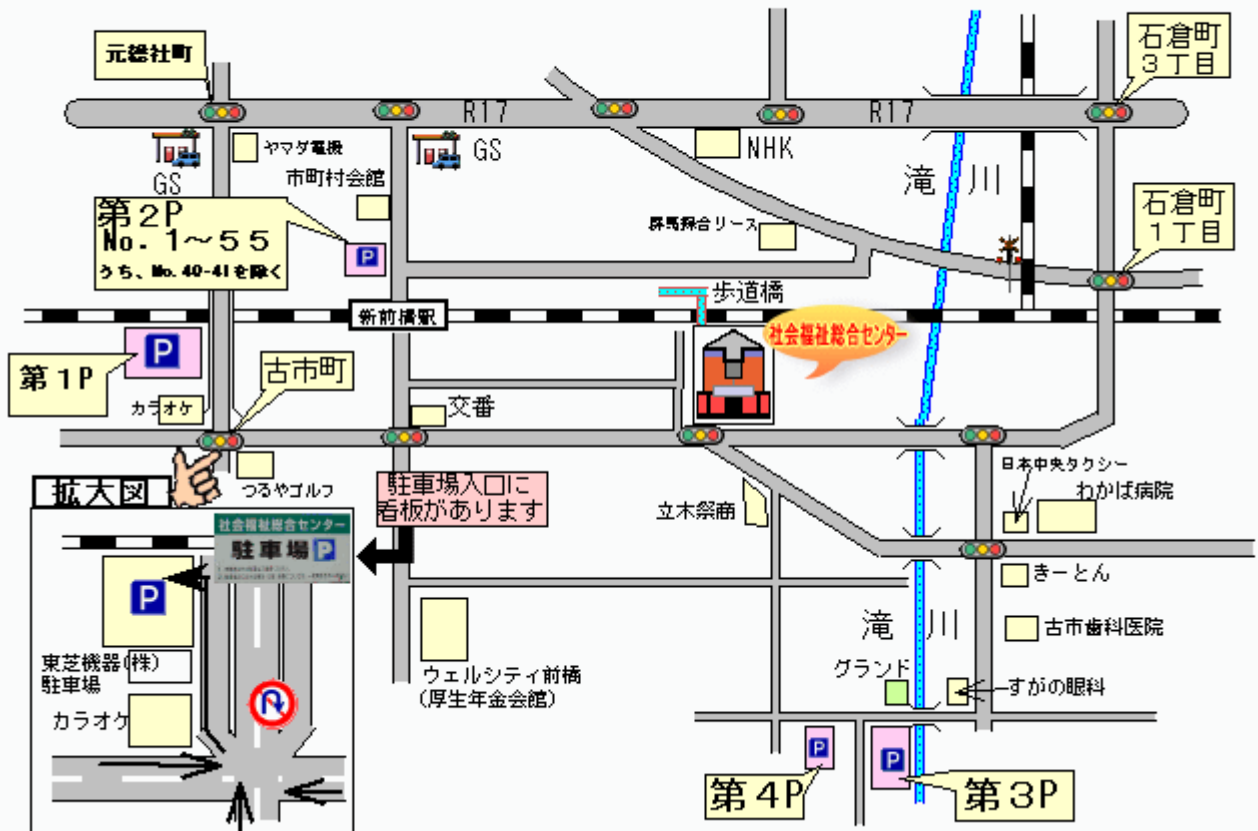 元総社町
石倉町
3丁目
R17
R17
ヤマダ電機
GS
GS
NHK
滝 川
市町村会館
第2P
No. 1〜55
うち、No.40-41を除く
群馬綜合リース
石倉町
1丁目
歩道橋
新前橋駅
社会福祉総合センター
第1P
古市町
カラオケ
交番
つるやゴルフ
駐車場入口に
看板があります
日本中央タクシー
わかば病院
立木祭商
拡大図
社会福祉総合センター
駐車場 P
P
きーとん
滝 川
古市歯科医院
東芝機器(株)
駐車場
ウェルシティ前橋
(厚生年金会館)
グランド
すがの眼科
カラオケ
P
P
P
P
第4P
第3P